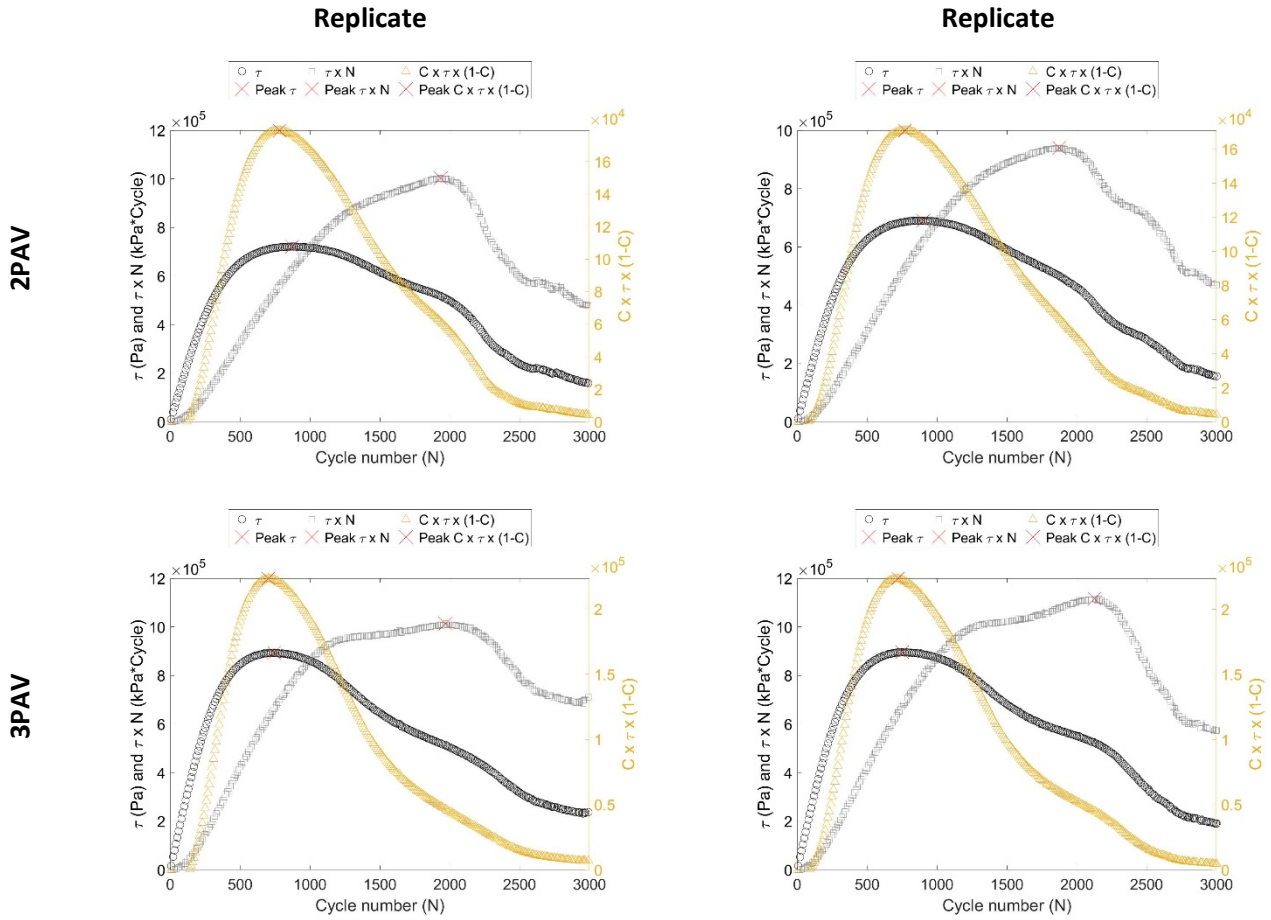 Replicate
Replicate
2PAV
τ τ x N C x τ x (1-C)
Peak τ Peak τ x N Peak C x τ x (1-C)
×10⁵
×10⁴
12
10
8
6
4
2
0
τ (Pa) and τ x N (kPa*Cycle)
16
14
12
10
8
6
4
2
0
C x τ x (1-C)
0 500 1000 1500 2000 2500 3000
Cycle number (N)
τ τ x N C x τ x (1-C)
Peak τ Peak τ x N Peak C x τ x (1-C)
×10⁵
×10⁴
10
8
6
4
2
0
τ (Pa) and τ x N (kPa*Cycle)
16
14
12
10
8
6
4
2
0
C x τ x (1-C)
0 500 1000 1500 2000 2500 3000
Cycle number (N)
3PAV
τ τ x N C x τ x (1-C)
Peak τ Peak τ x N Peak C x τ x (1-C)
×10⁵
×10⁵
12
10
8
6
4
2
0
τ (Pa) and τ x N (kPa*Cycle)
2
1.5
1
0.5
0
C x τ x (1-C)
0 500 1000 1500 2000 2500 3000
Cycle number (N)
τ τ x N C x τ x (1-C)
Peak τ Peak τ x N Peak C x τ x (1-C)
×10⁵
×10⁵
12
10
8
6
4
2
0
τ (Pa) and τ x N (kPa*Cycle)
2
1.5
1
0.5
0
C x τ x (1-C)
0 500 1000 1500 2000 2500 3000
Cycle number (N)